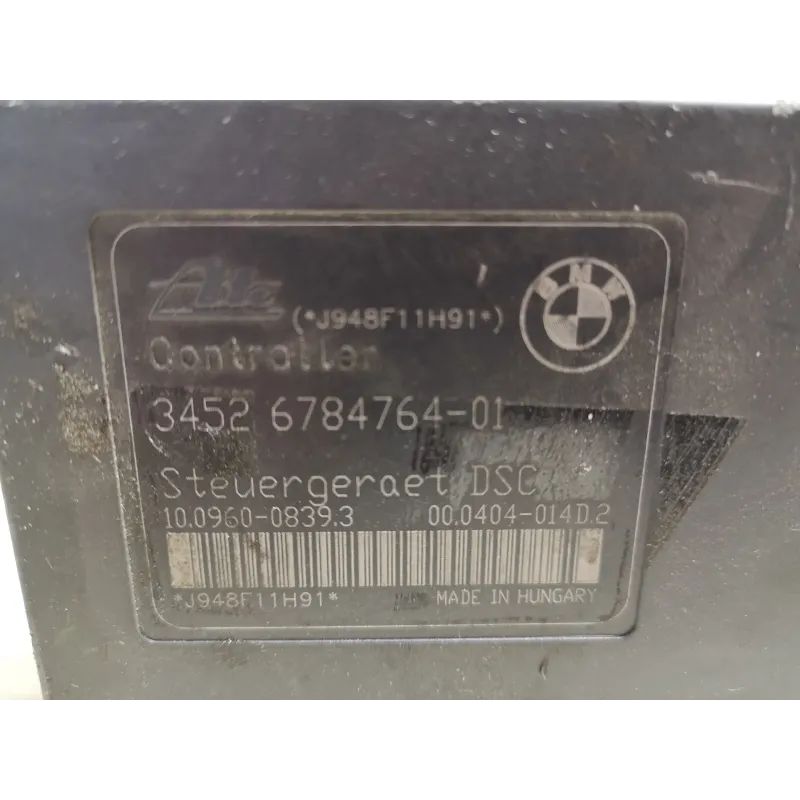 Ate
(*J948F11H91*)
BMW
Controller
3452 6784764-01
Steuergeraet DSC
10.0960-0839.3 00.0404-014D.2
*J948F11H91* MADE IN HUNGARY